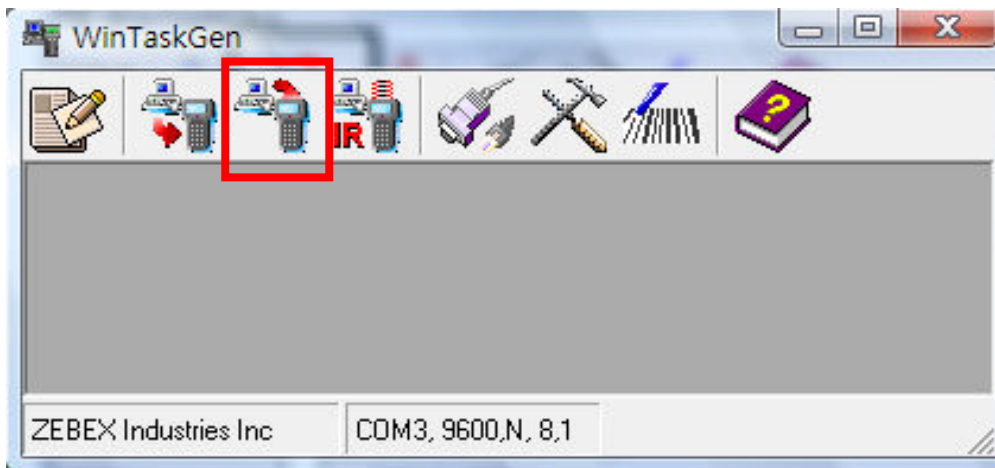 WinTaskGen
IR
?
ZEBEX Industries Inc
COM3, 9600,N, 8,1